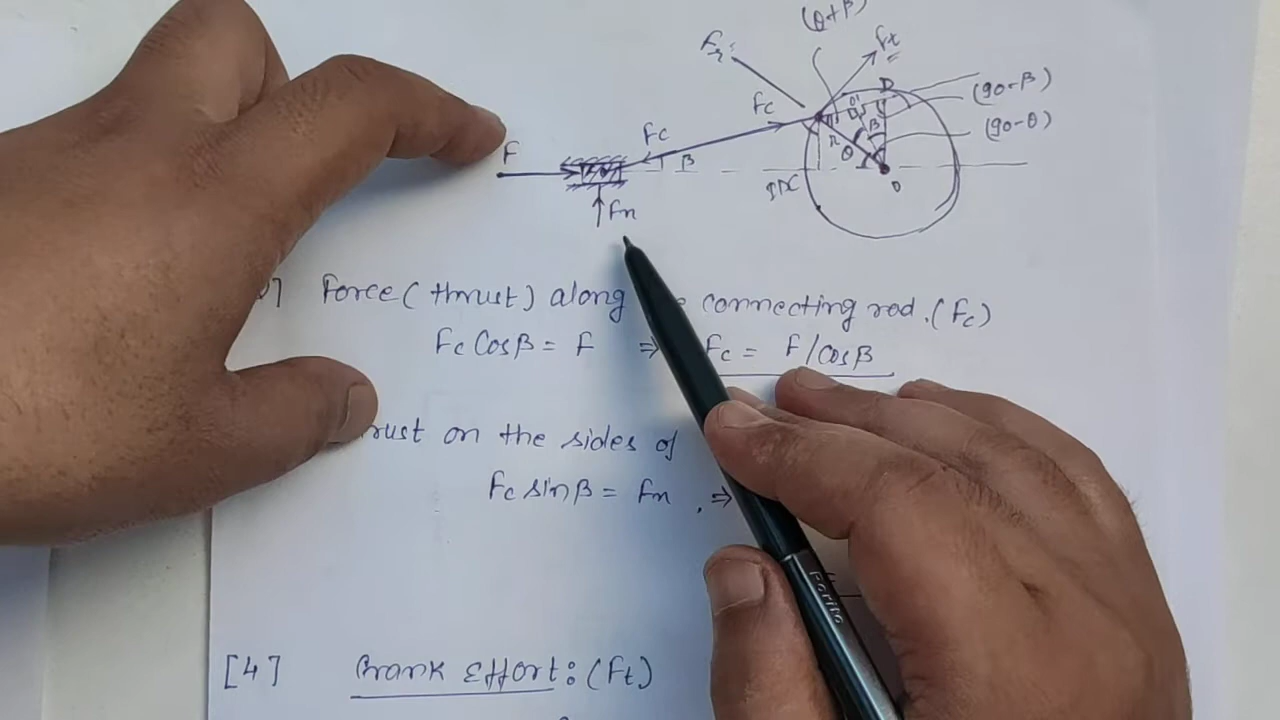 (θ+β)
Fr
Ft
D
(90-β)
Fc
Fc
(90-θ)
F
β
β
r
θ
IDC
O
Fn
] Force (thrust) along connecting rod. (Fc)
Fc Cosβ = F ⇒ Fc = F/Cosβ
rust on the sides of
Fc sinβ = Fn , ⇒
[4] Crank Effort: (Ft)